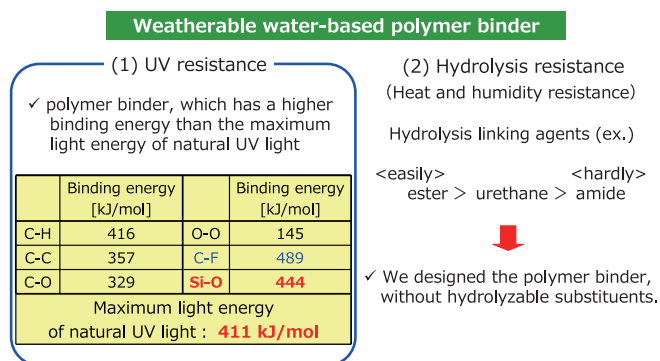 Weatherable water-based polymer binder
(1) UV resistance
✓ polymer binder, which has a higher
binding energy than the maximum
light energy of natural UV light
Binding energy
[kJ/mol]
Binding energy
[kJ/mol]
C-H 416 O-O 145
C-C 357 C-F 489
C-O 329 Si-O 444
Maximum light energy
of natural UV light : 411 kJ/mol
(2) Hydrolysis resistance
(Heat and humidity resistance)
Hydrolysis linking agents (ex.)
<easily> <hardly>
ester > urethane > amide
✓ We designed the polymer binder,
without hydrolyzable substituents.